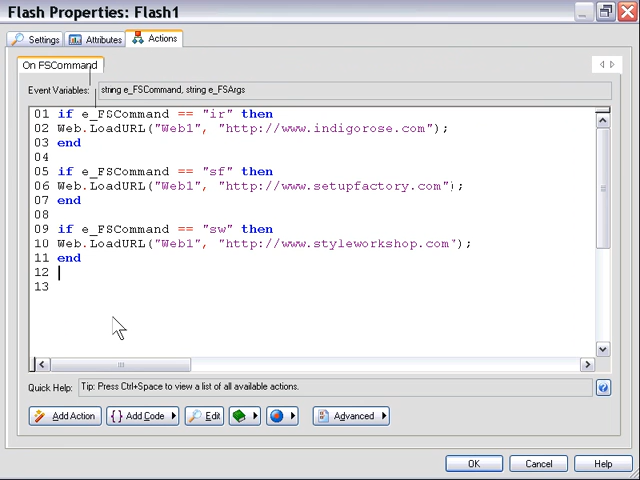 Flash Properties: Flash1
Settings Attributes Actions
On FSCommand
Event Variables: string e_FSCommand, string e_FSArgs
01 if e_FSCommand == "ir" then
02 Web.LoadURL("Web1", "http://www.indigorose.com");
03 end
04
05 if e_FSCommand == "sf" then
06 Web.LoadURL("Web1", "http://www.setupfactory.com");
07 end
08
09 if e_FSCommand == "sw" then
10 Web.LoadURL("Web1", "http://www.styleworkshop.com");
11 end
12
13
Quick Help: Tip: Press Ctrl+Space to view a list of all available actions.
Add Action { } Add Code Edit Advanced
OK Cancel Help